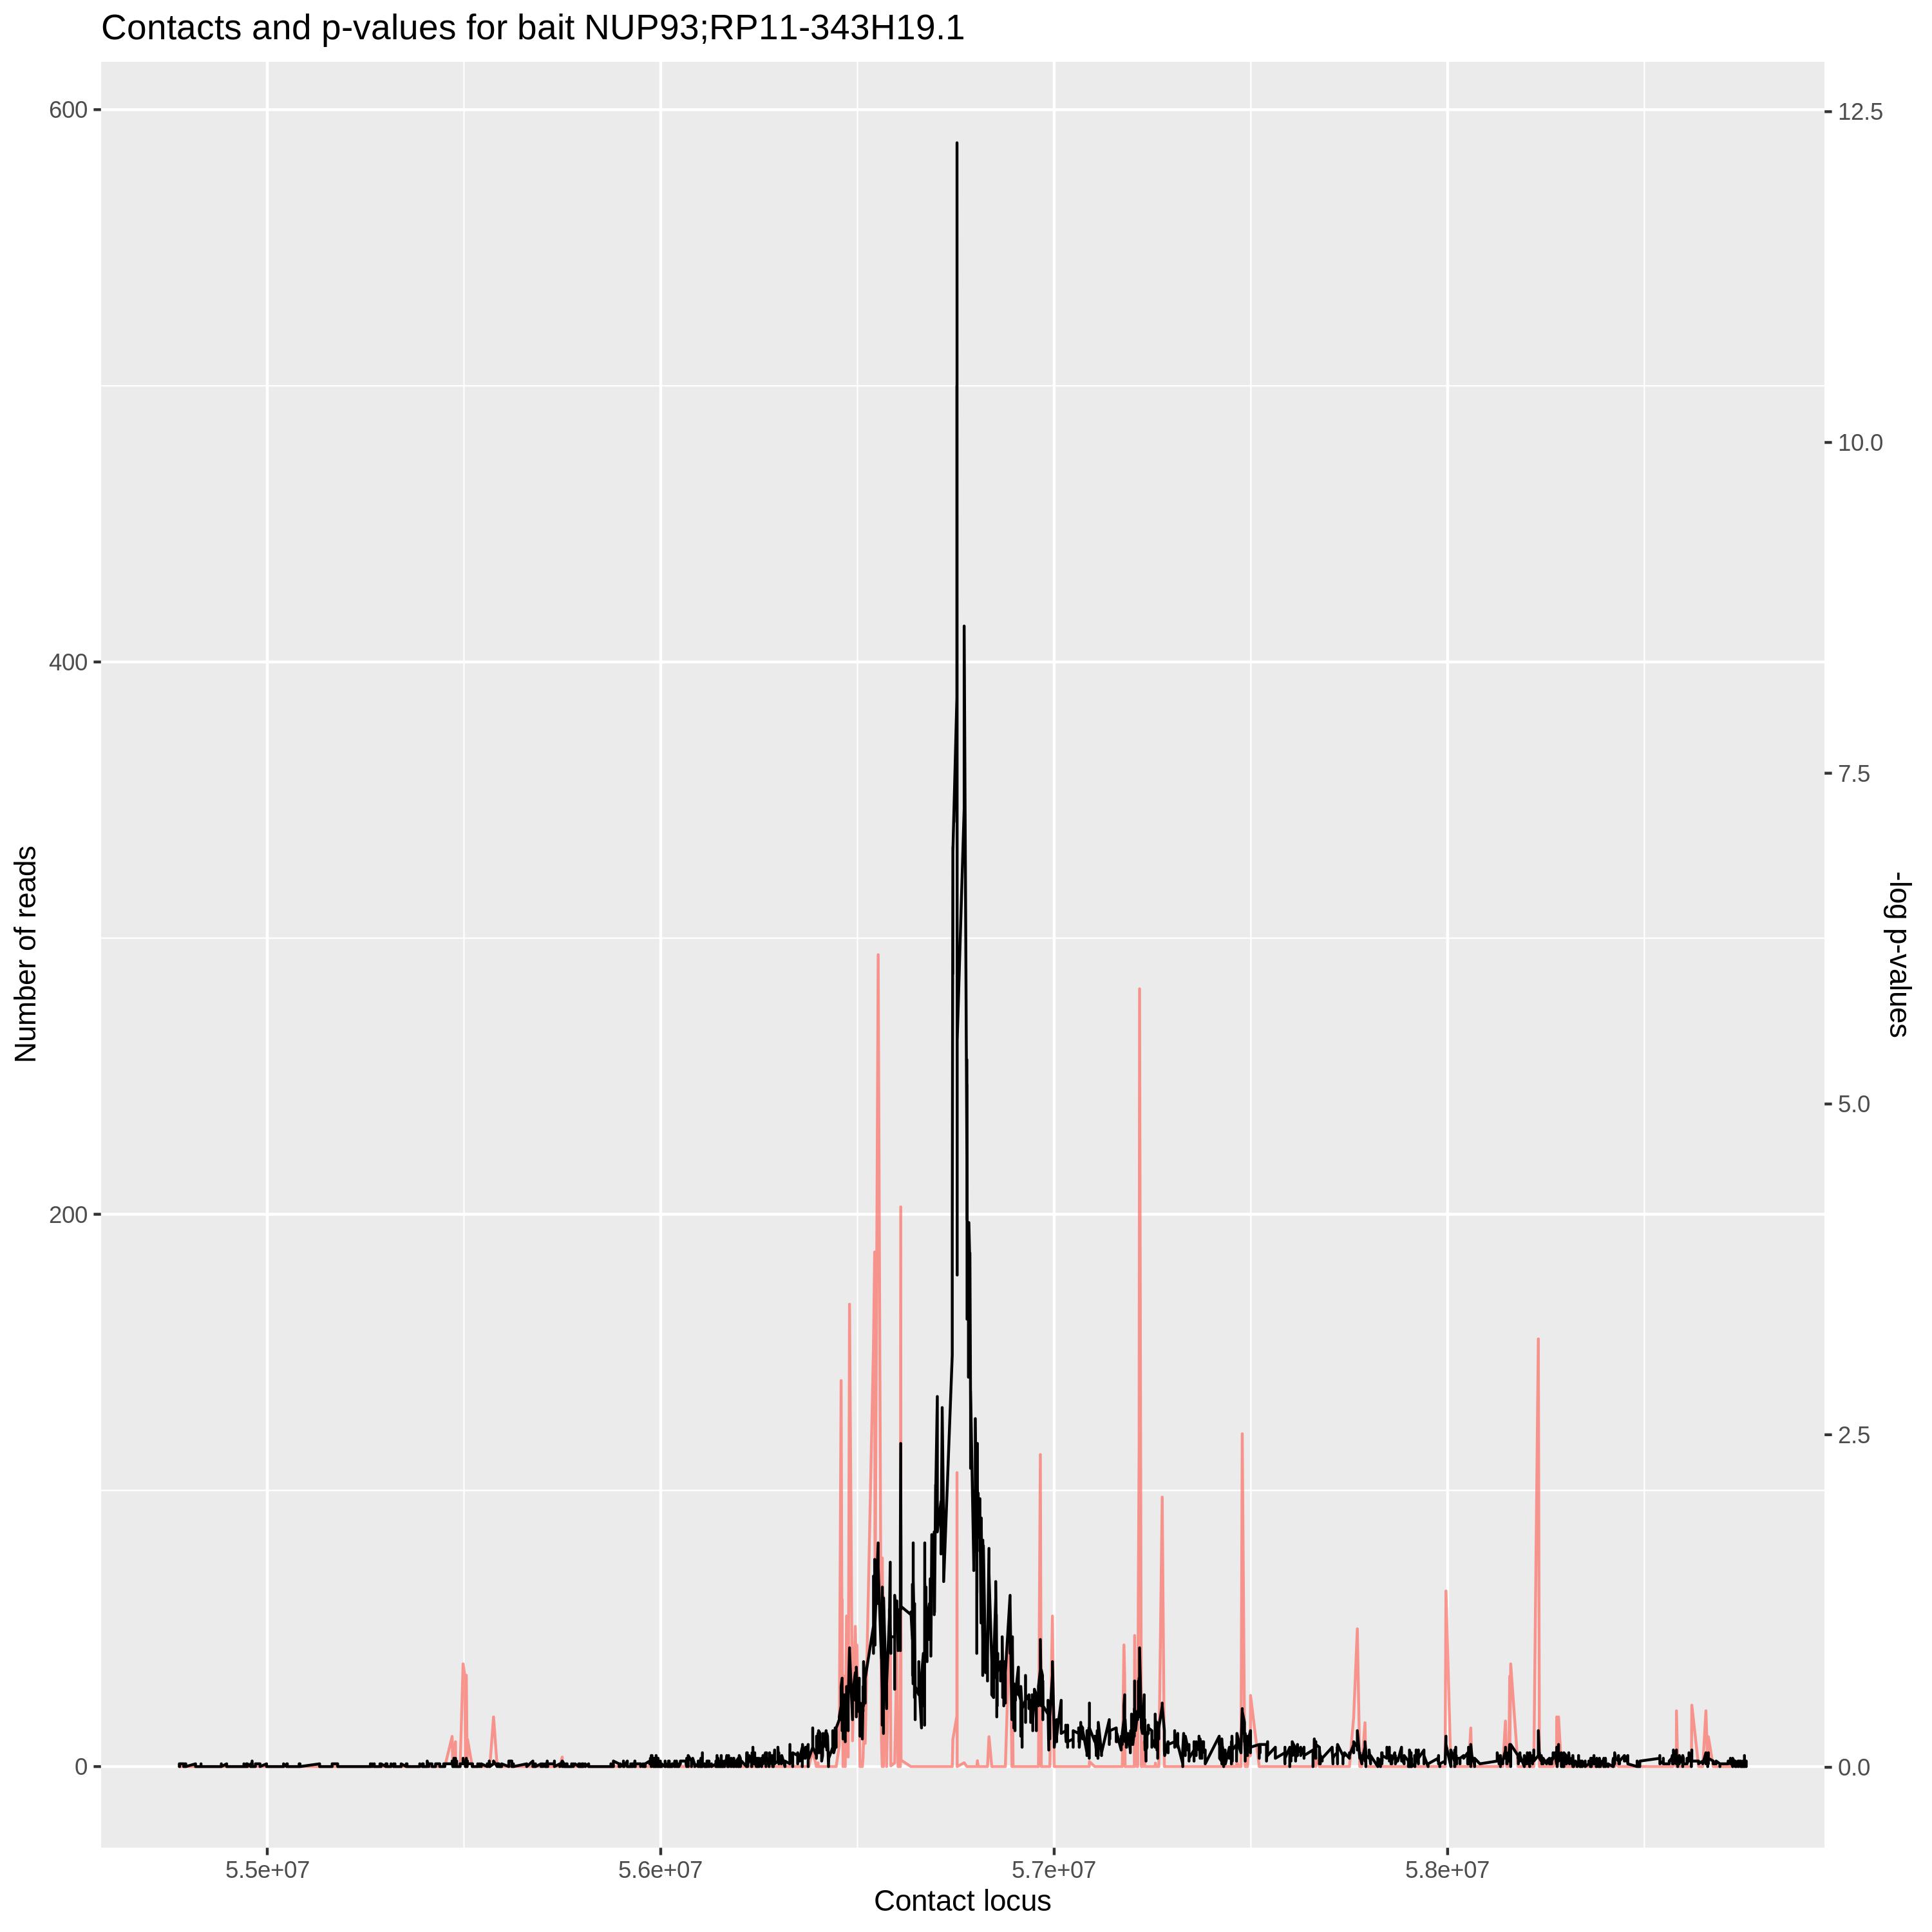 Contacts and p-values for bait NUP93;RP11-343H19.1
600
400
200
0
Number of reads
12.5
10.0
7.5
5.0
2.5
0.0
-log p-values
5.5e+07
5.6e+07
5.7e+07
5.8e+07
Contact locus